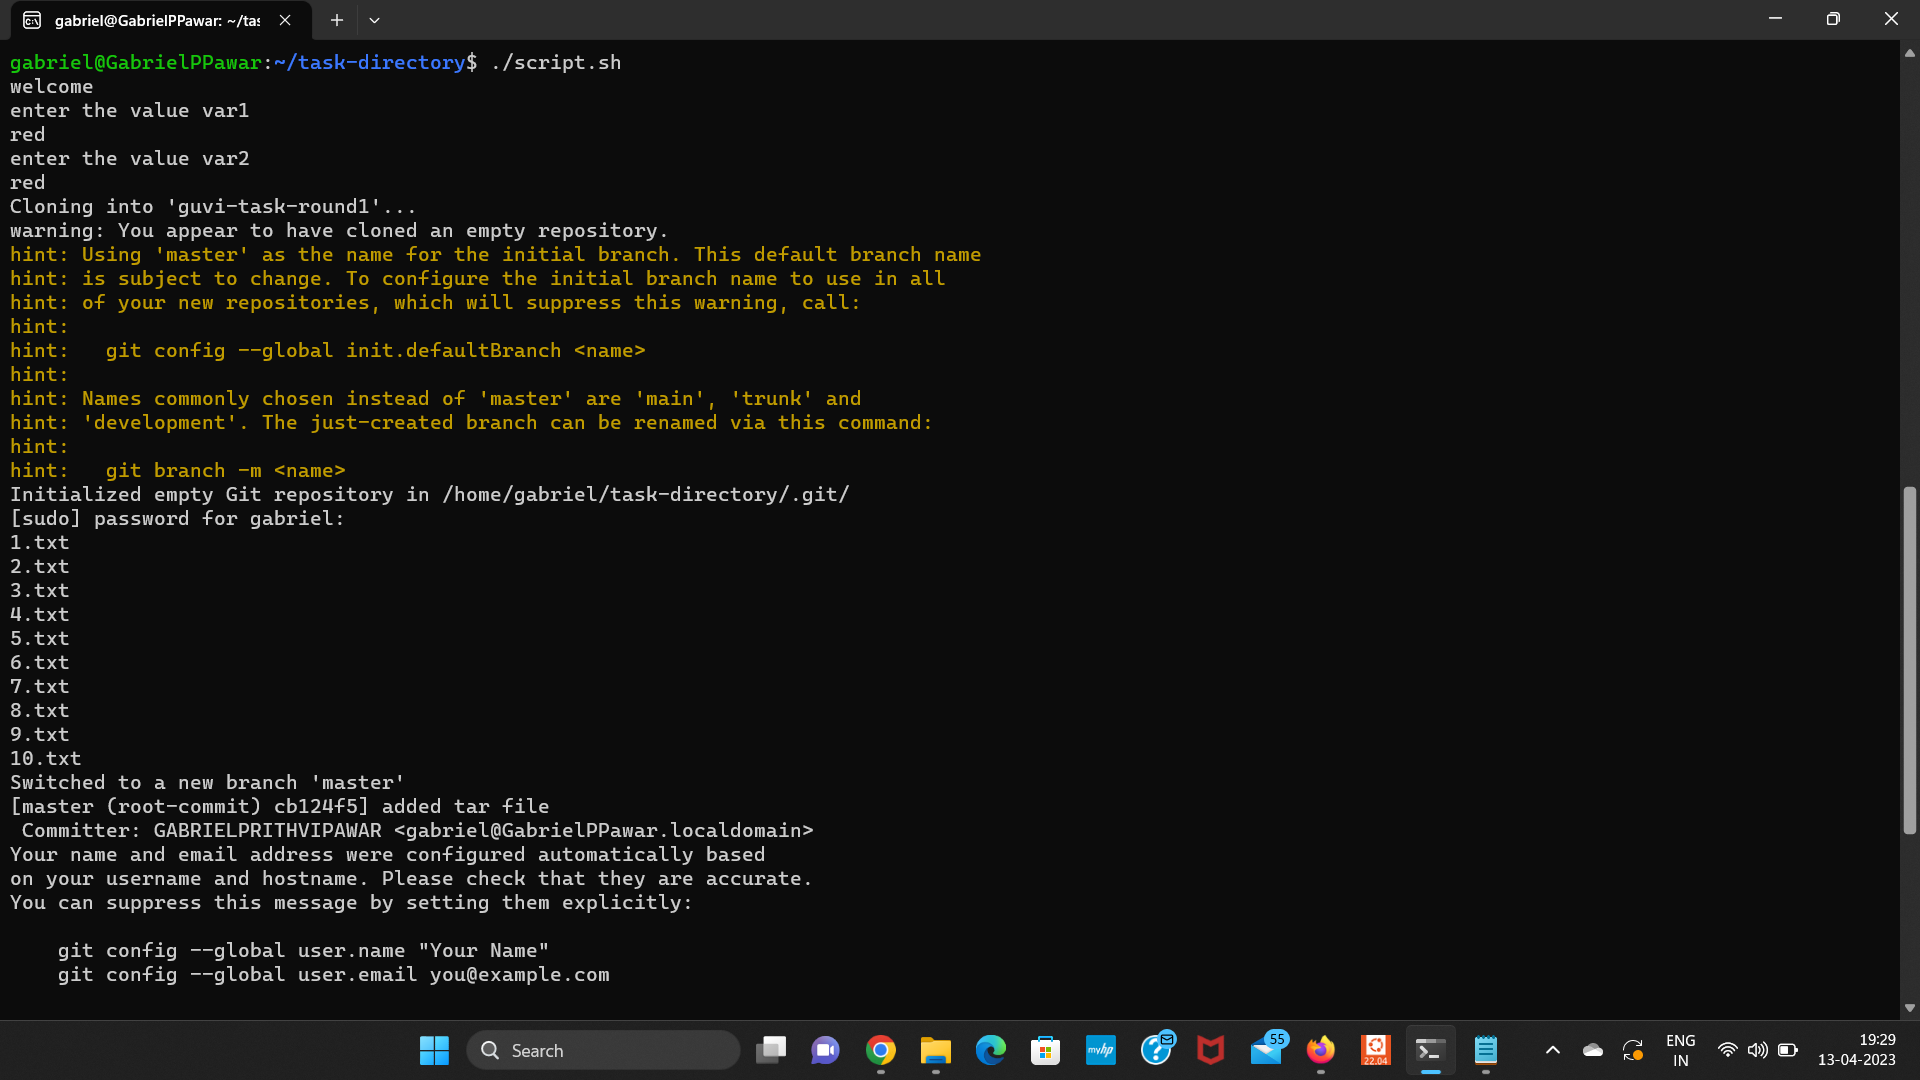 gabriel@GabrielPPawar: ~/tas
gabriel@GabrielPPawar:~/task-directory$ ./script.sh
welcome
enter the value var1
red
enter the value var2
red
Cloning into 'guvi-task-round1'...
warning: You appear to have cloned an empty repository.
hint: Using 'master' as the name for the initial branch. This default branch name
hint: is subject to change. To configure the initial branch name to use in all
hint: of your new repositories, which will suppress this warning, call:
hint:
hint:   git config --global init.defaultBranch <name>
hint:
hint: Names commonly chosen instead of 'master' are 'main', 'trunk' and
hint: 'development'. The just-created branch can be renamed via this command:
hint:
hint:   git branch -m <name>
Initialized empty Git repository in /home/gabriel/task-directory/.git/
[sudo] password for gabriel:
1.txt
2.txt
3.txt
4.txt
5.txt
6.txt
7.txt
8.txt
9.txt
10.txt
Switched to a new branch 'master'
[master (root-commit) cb124f5] added tar file
 Committer: GABRIELPRITHVIPAWAR <gabriel@GabrielPPawar.localdomain>
Your name and email address were configured automatically based
on your username and hostname. Please check that they are accurate.
You can suppress this message by setting them explicitly:
    git config --global user.name "Your Name"
    git config --global user.email you@example.com
Search
myhp
55
22.04
ENG
IN
19:29
13-04-2023